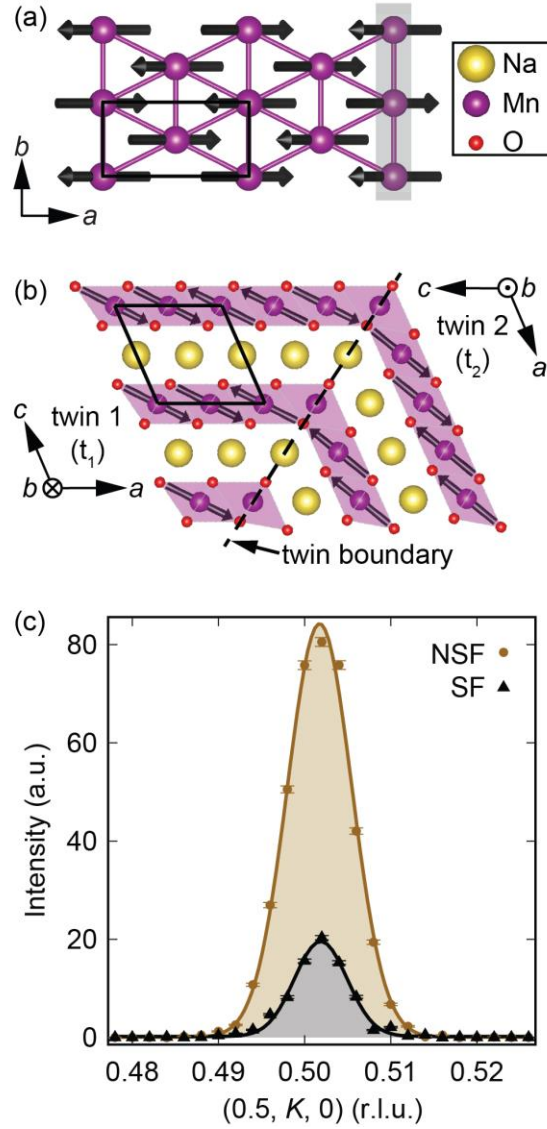 (a)
Na
Mn
O
b
a
(b)
c
b
twin 2
(t₂)
a
c
twin 1
(t₁)
b
a
twin boundary
(c)
80
NSF
SF
60
Intensity (a.u.)
40
20
0
0.48 0.49 0.50 0.51 0.52
(0.5, K, 0) (r.l.u.)